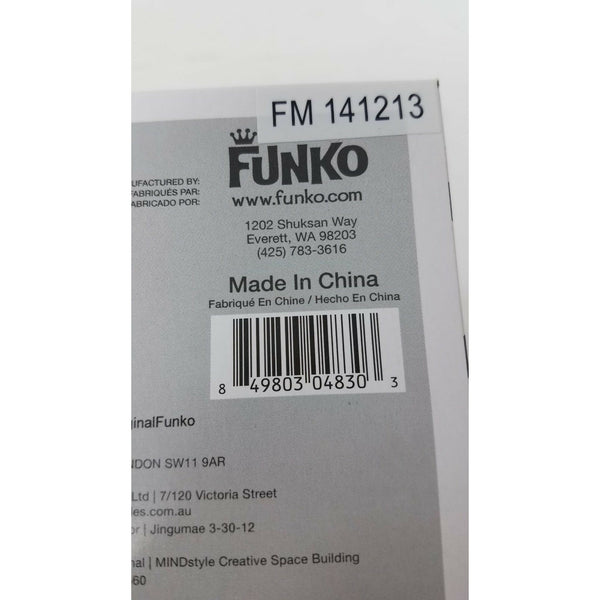 FM 141213
FUNKO
www.funko.com
UFACTURED BY:
FABRIQUÉS PAR:
FABRICADO POR:
1202 Shuksan Way
Everett, WA 98203
(425) 783-3616
Made In China
Fabriqué En Chine / Hecho En China
8 49803 04830 3
ginalFunko
NDON SW11 9AR
Ltd | 7/120 Victoria Street
les.com.au
or | Jingumae 3-30-12
nal | MINDstyle Creative Space Building
-60